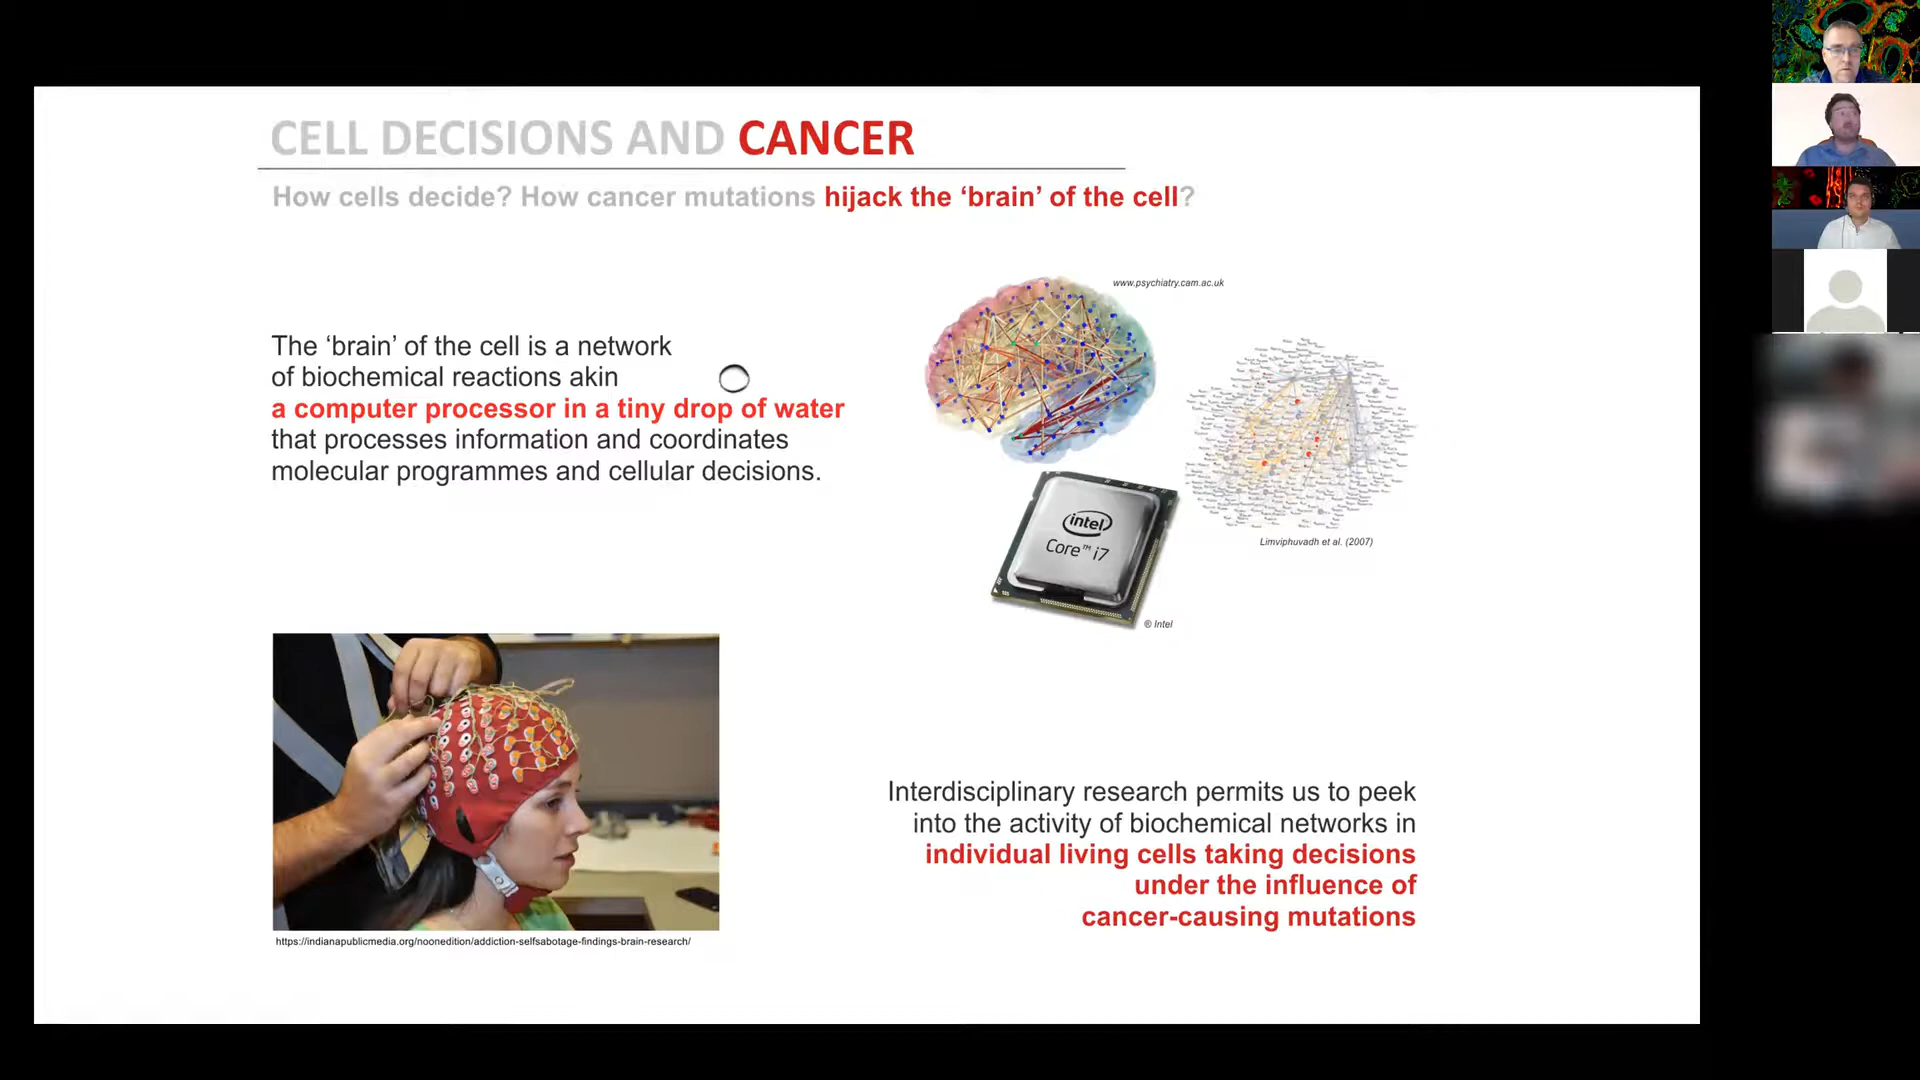 CELL DECISIONS AND CANCER
How cells decide? How cancer mutations hijack the ‘brain’ of the cell?
www.psychiatry.cam.ac.uk
The ‘brain’ of the cell is a network
of biochemical reactions akin
a computer processor in a tiny drop of water
that processes information and coordinates
molecular programmes and cellular decisions.
intel
Core™ i7
Limviphuvadh et al. (2007)
® Intel
https://indianapublicmedia.org/noonedition/addiction-selfsabotage-findings-brain-research/
Interdisciplinary research permits us to peek
into the activity of biochemical networks in
individual living cells taking decisions
under the influence of
cancer-causing mutations